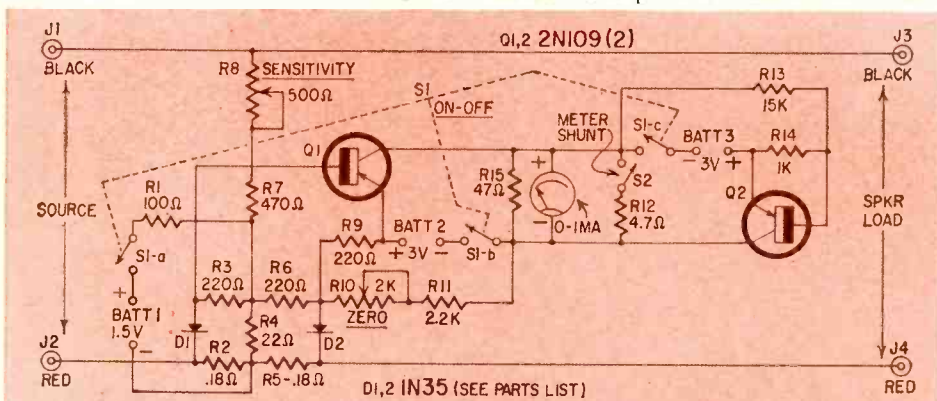 J1
BLACK
Q1,2 2N109 (2)
J3
BLACK
R8
SENSITIVITY
500Ω
S1
ON-OFF
R13
15K
METER
SHUNT
S1-c
BATT 3
- 3V +
R14
1K
Q1
R15
47Ω
S2
Q2
SOURCE
R1
100Ω
R7
470Ω
+
-
0-1MA
R12
4.7Ω
SPKR
LOAD
S1-a
R9
220Ω
BATT 2
+ 3V -
S1-b
R3
220Ω
R6
220Ω
R10
2K
ZERO
R11
2.2K
+
BATT 1
1.5V
-
D1
R4
22Ω
D2
J2
RED
R2
.18Ω
R5-.18Ω
J4
RED
D1,2 1N35 (SEE PARTS LIST)